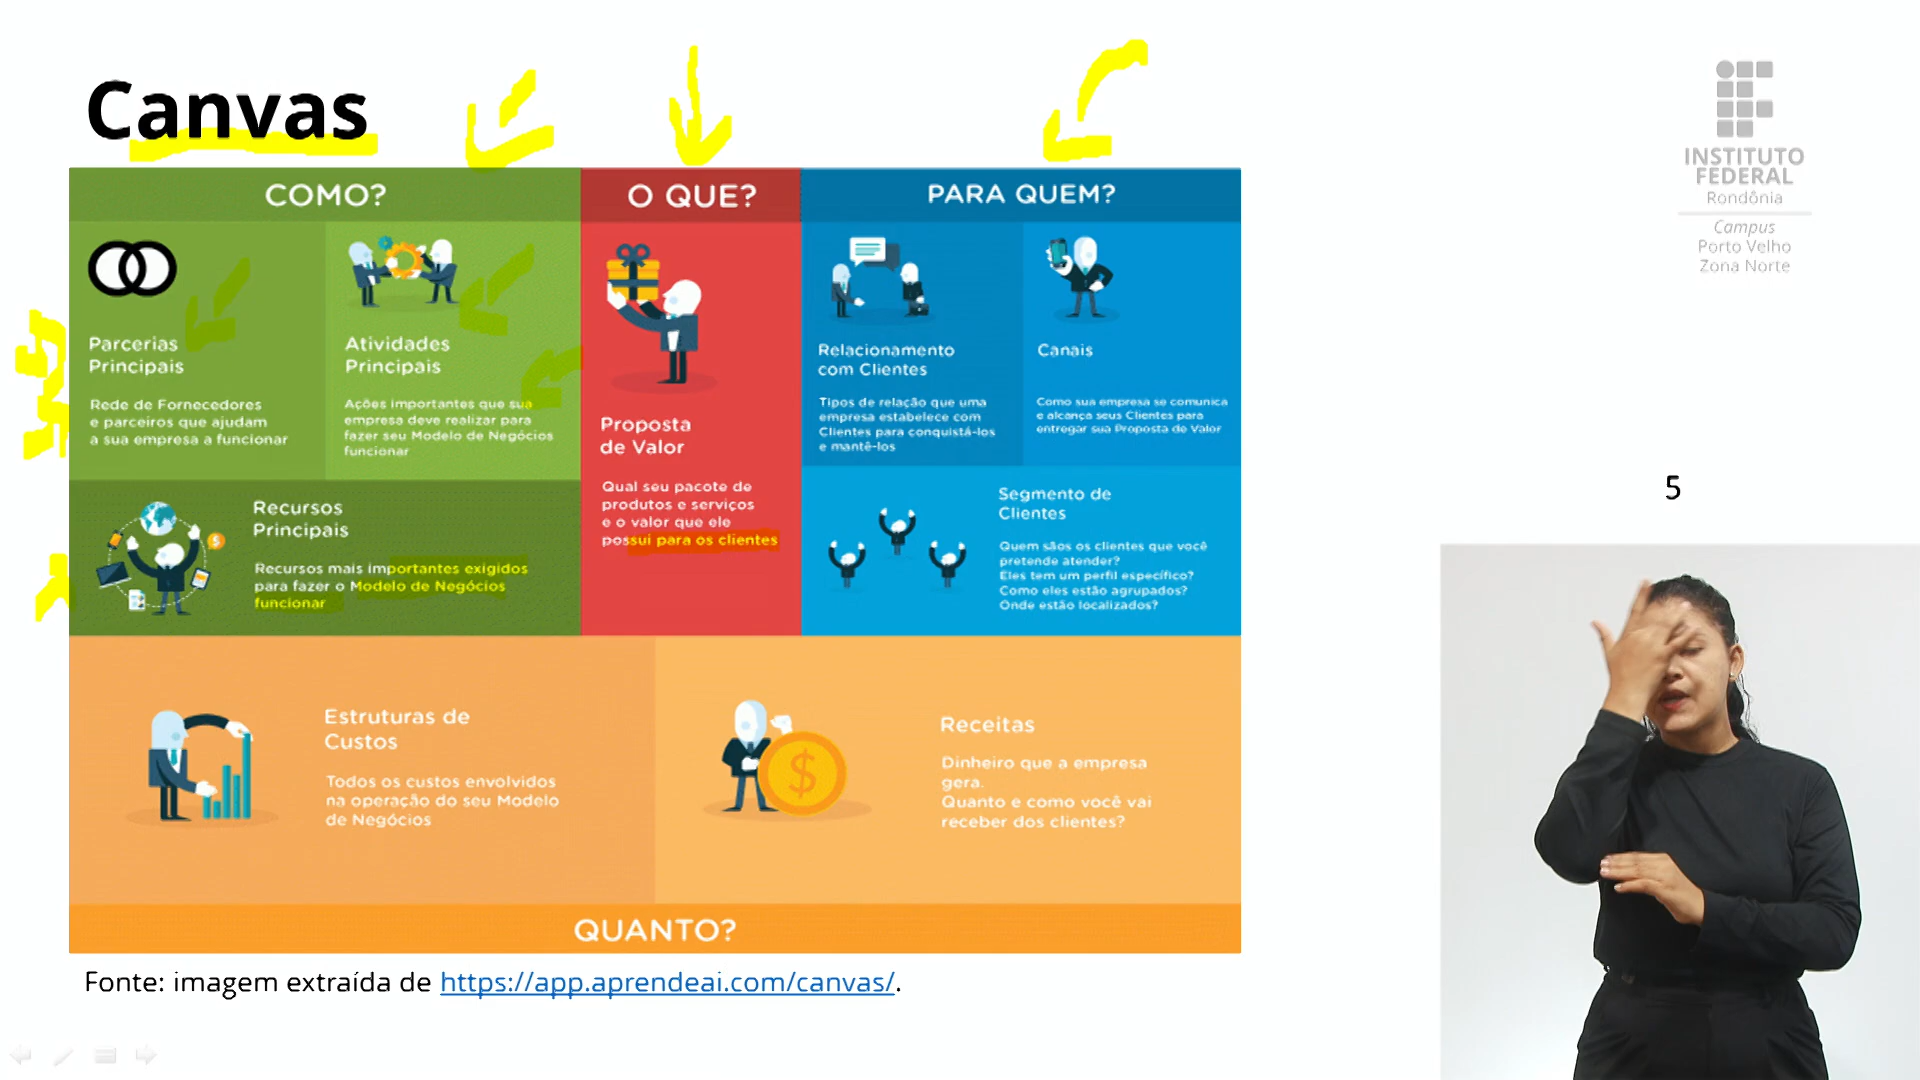 Canvas
INSTITUTO
FEDERAL
Rondônia
Campus
Porto Velho
Zona Norte
COMO?
O QUE?
PARA QUEM?
Parcerias
Principais
Rede de Fornecedores
e parceiros que ajudam
a sua empresa a funcionar
Atividades
Principais
Ações importantes que sua
empresa deve realizar para
fazer seu Modelo de Negócios
funcionar
Recursos
Principais
Recursos mais importantes exigidos
para fazer o Modelo de Negócios
funcionar
Proposta
de Valor
Qual seu pacote de
produtos e serviços
e o valor que ele
possui para os clientes
Relacionamento
com Clientes
Tipos de relação que uma
empresa estabelece com
Clientes para conquistá-los
e mantê-los
Canais
Como sua empresa se comunica
e alcança seus Clientes para
entregar sua Proposta de Valor
Segmento de
Clientes
Quem sãos os clientes que você
pretende atender?
Eles tem um perfil específico?
Como eles estão agrupados?
Onde estão localizados?
Estruturas de
Custos
Todos os custos envolvidos
na operação do seu Modelo
de Negócios
Receitas
Dinheiro que a empresa
gera.
Quanto e como você vai
receber dos clientes?
QUANTO?
Fonte: imagem extraída de https://app.aprendeai.com/canvas/.
5